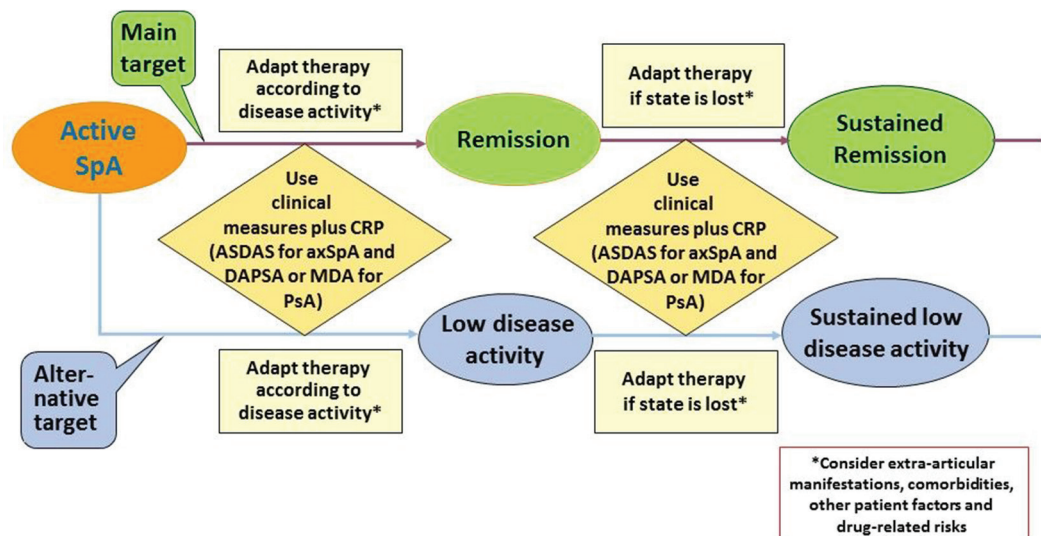 Main
target
Adapt therapy
according to
disease activity*
Adapt therapy
if state is lost*
Active
SpA
Remission
Sustained
Remission
Use
clinical
measures plus CRP
(ASDAS for axSpA and
DAPSA or MDA for
PsA)
Use
clinical
measures plus CRP
(ASDAS for axSpA and
DAPSA or MDA for
PsA)
Low disease
activity
Sustained low
disease activity
Alter-
native
target
Adapt therapy
according to
disease activity*
Adapt therapy
if state is lost*
*Consider extra-articular
manifestations, comorbidities,
other patient factors and
drug-related risks